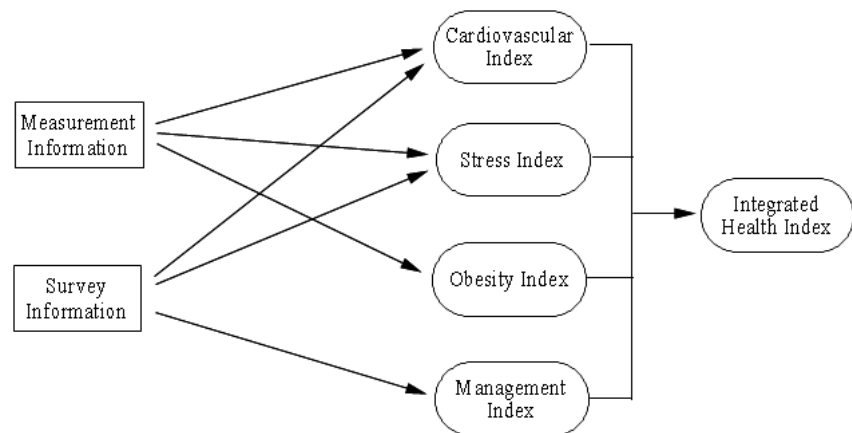 Cardiovascular
Index
Measurement
Information
Stress Index
Integrated
Health Index
Survey
Information
Obesity Index
Management
Index